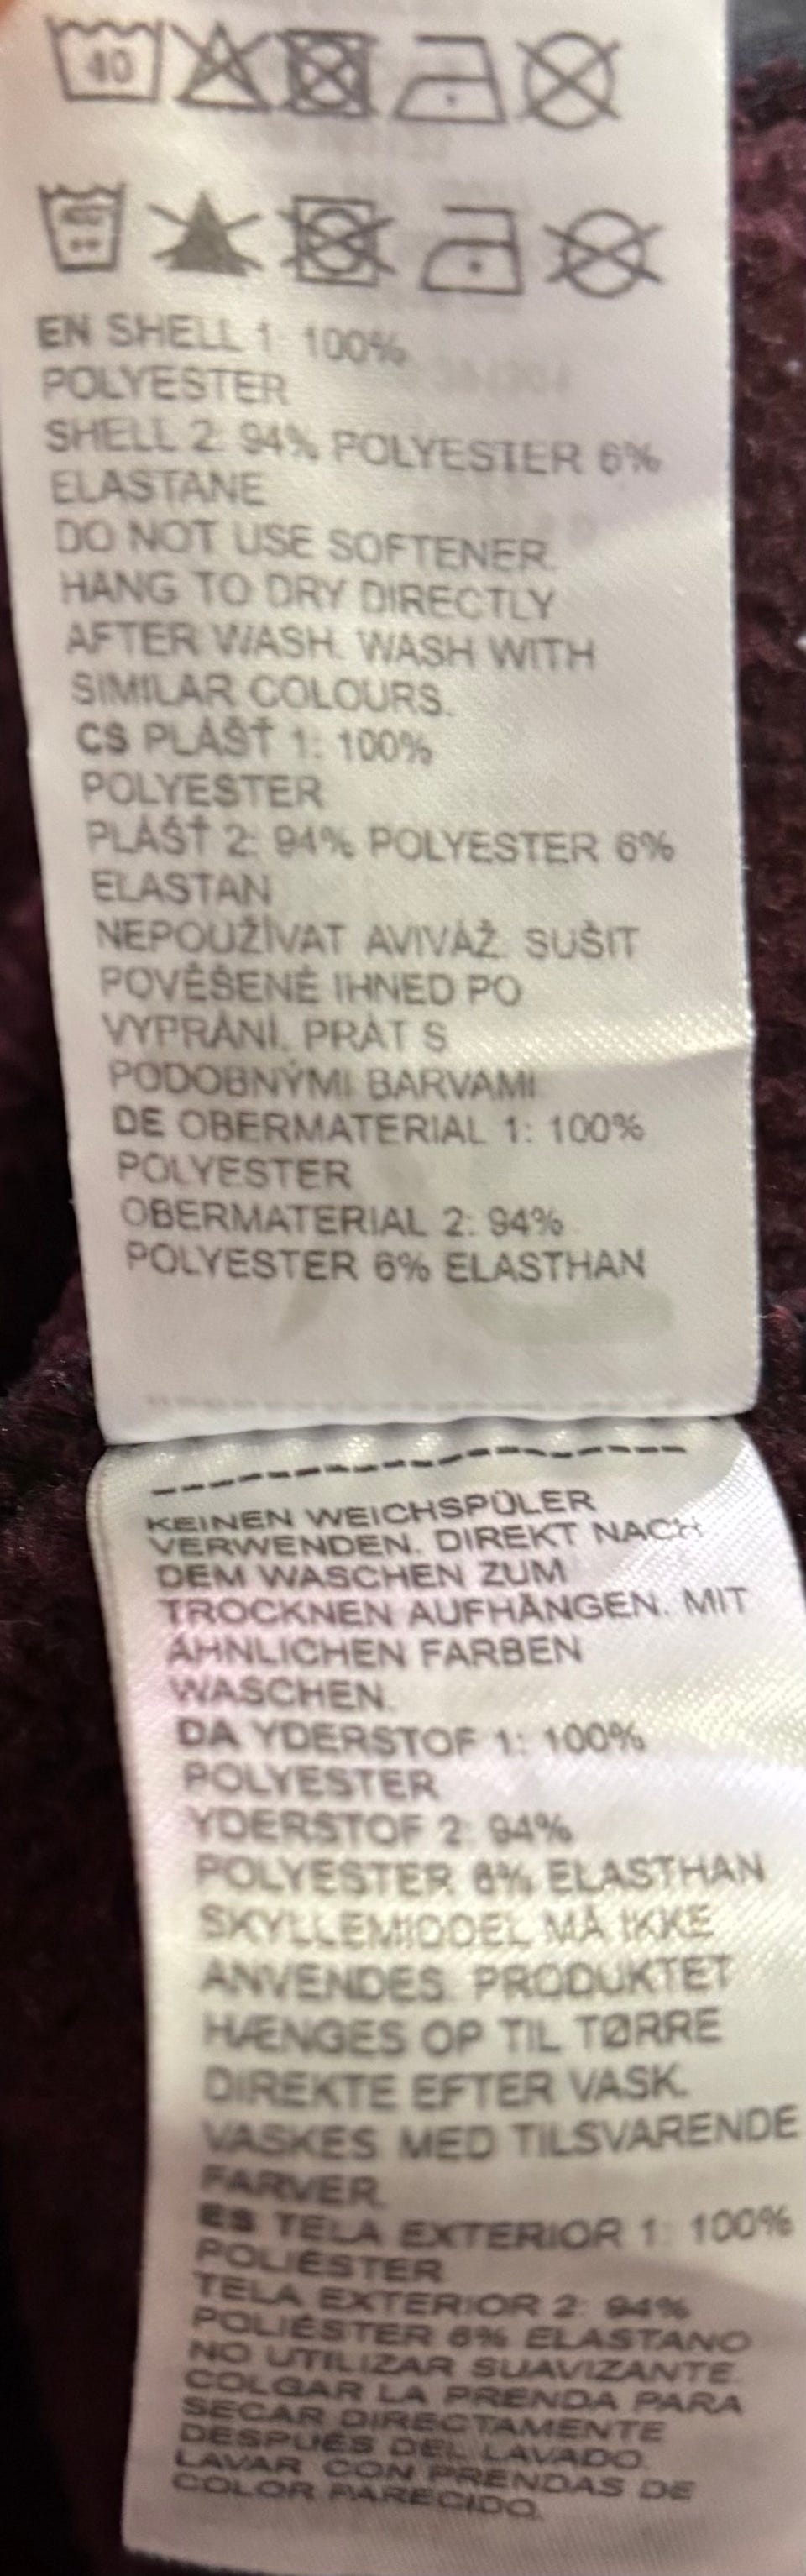 40
EN SHELL 1: 100%
POLYESTER
SHELL 2: 94% POLYESTER 6%
ELASTANE
DO NOT USE SOFTENER.
HANG TO DRY DIRECTLY
AFTER WASH. WASH WITH
SIMILAR COLOURS.
CS PLÁŠŤ 1: 100%
POLYESTER
PLÁŠŤ 2: 94% POLYESTER 6%
ELASTAN
NEPOUŽÍVAT AVIVÁŽ. SUŠIT
POVĚŠENÉ IHNED PO
VYPRÁNÍ. PRÁT S
PODOBNÝMI BARVAMI
DE OBERMATERIAL 1: 100%
POLYESTER
OBERMATERIAL 2: 94%
POLYESTER 6% ELASTHAN
KEINEN WEICHSPÜLER
VERWENDEN. DIREKT NACH
DEM WASCHEN ZUM
TROCKNEN AUFHÄNGEN. MIT
ÄHNLICHEN FARBEN
WASCHEN.
DA YDERSTOF 1: 100%
POLYESTER
YDERSTOF 2: 94%
POLYESTER 6% ELASTHAN
SKYLLEMIDDEL MÅ IKKE
ANVENDES. PRODUKTET
HÆNGES OP TIL TØRRE
DIREKTE EFTER VASK.
VASKES MED TILSVARENDE
FARVER.
ES TELA EXTERIOR 1: 100%
POLIÉSTER
TELA EXTERIOR 2: 94%
POLIÉSTER 6% ELASTANO
NO UTILIZAR SUAVIZANTE.
COLGAR LA PRENDA PARA
SECAR DIRECTAMENTE
DESPUÉS DEL LAVADO.
LAVAR CON PRENDAS DE
COLOR PARECIDO.